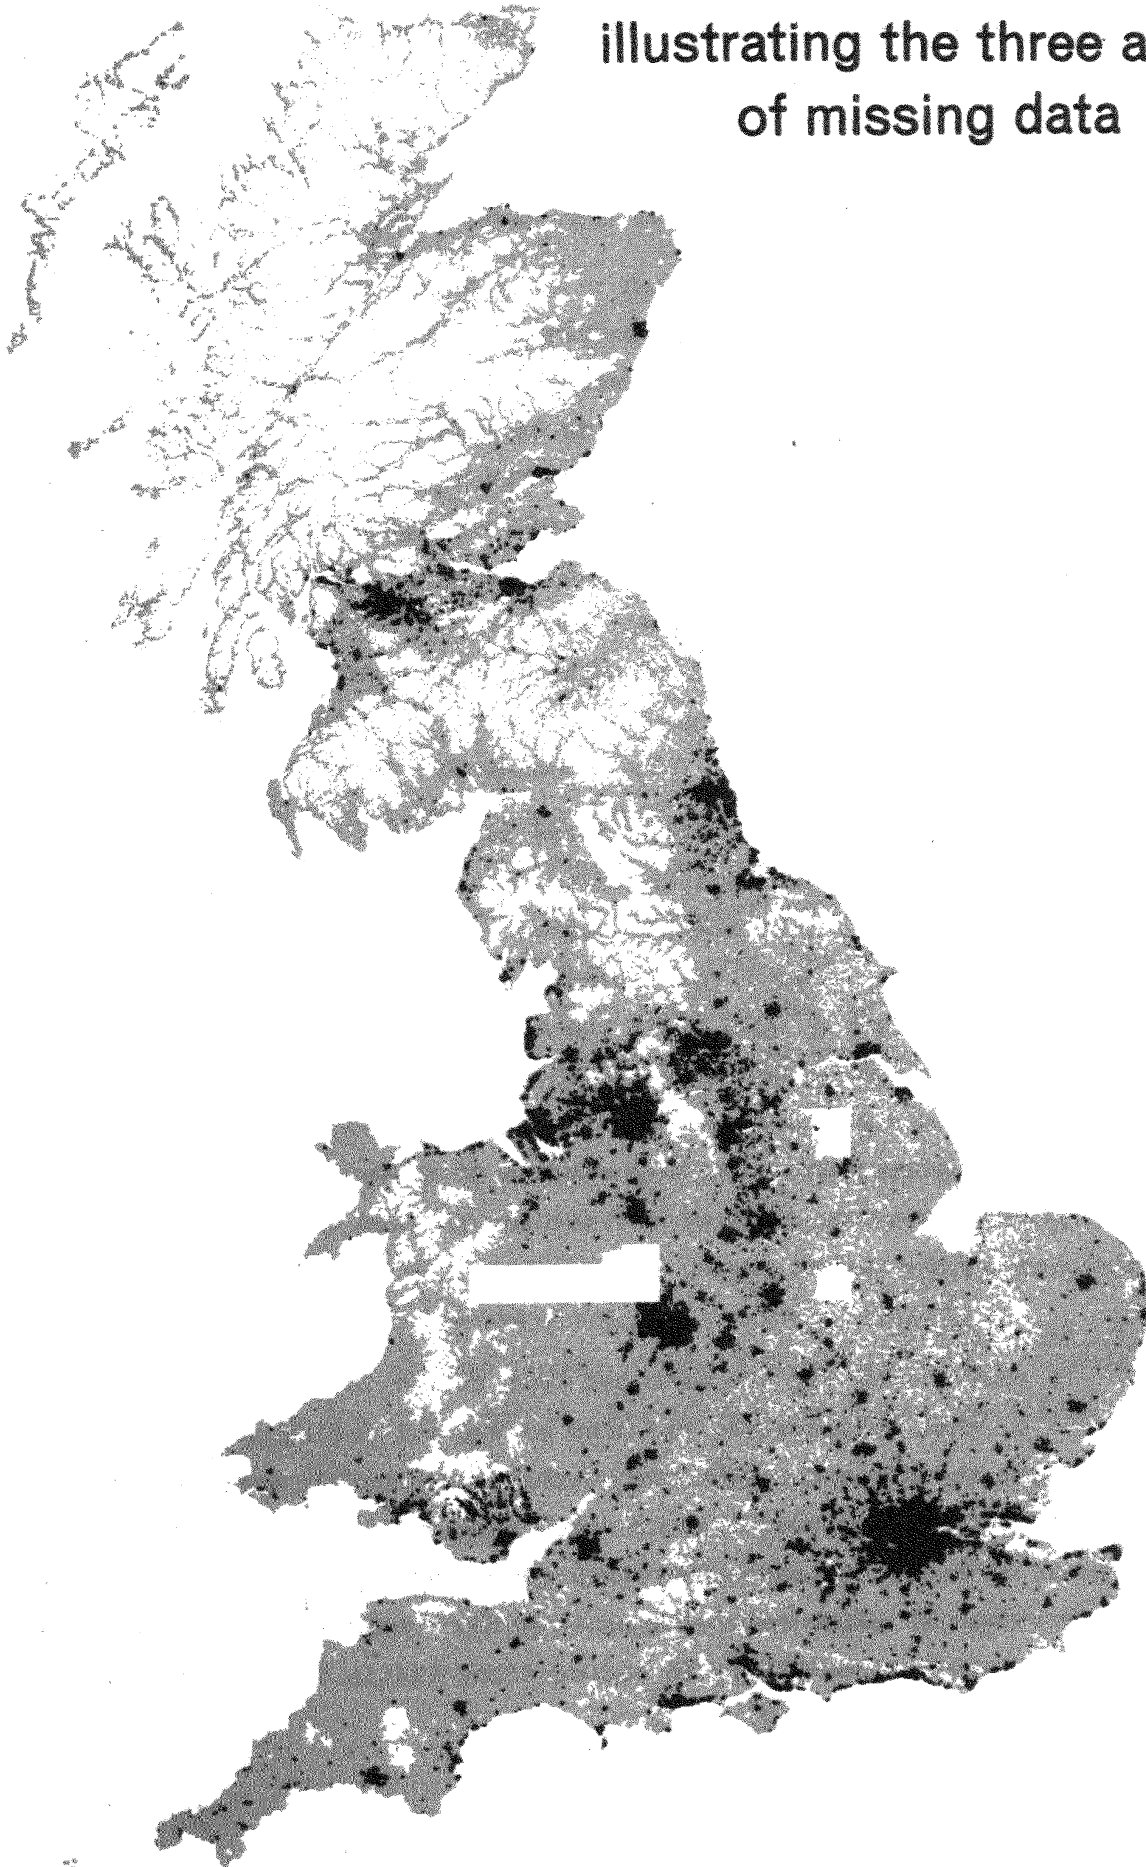 illustrating the three a
of missing data